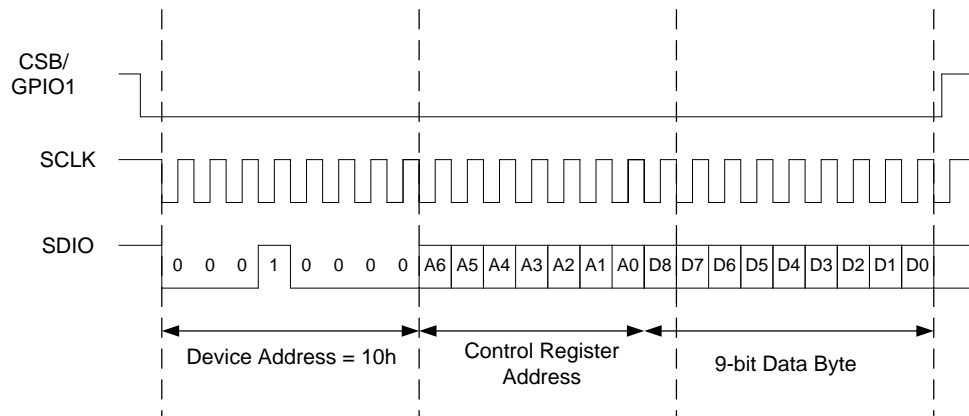 CSB/
GPIO1
SCLK
SDIO
0 0 0 1 0 0 0 0 A6 A5 A4 A3 A2 A1 A0 D8 D7 D6 D5 D4 D3 D2 D1 D0
Device Address = 10h
Control Register
Address
9-bit Data Byte